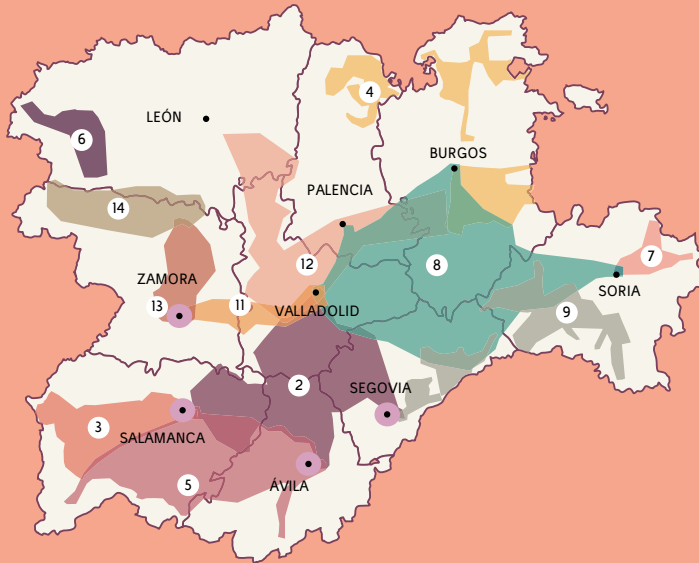 4
LEÓN
6
BURGOS
PALENCIA
14
8
12
7
ZAMORA
SORIA
13
11
VALLADOLID
9
2
SEGOVIA
3
SALAMANCA
5
ÁVILA